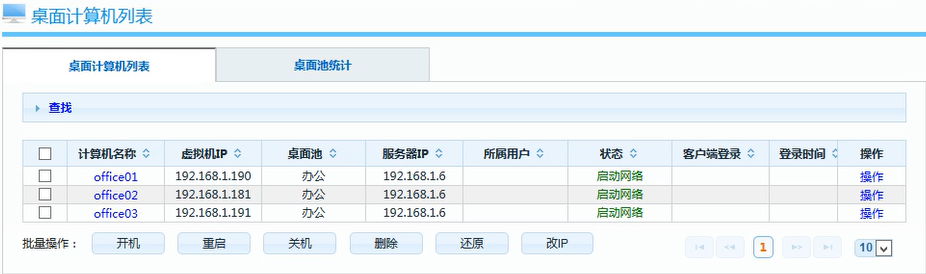 桌面计算机列表
桌面计算机列表 桌面池统计
查找
计算机名称 虚拟机IP 桌面池 服务器IP 所属用户 状态 客户端登录 登录时间 操作
office01 192.168.1.190 办公 192.168.1.6 启动网络 操作
office02 192.168.1.181 办公 192.168.1.6 启动网络 操作
office03 192.168.1.191 办公 192.168.1.6 启动网络 操作
批量操作： 开机 重启 关机 删除 还原 改IP 1 10